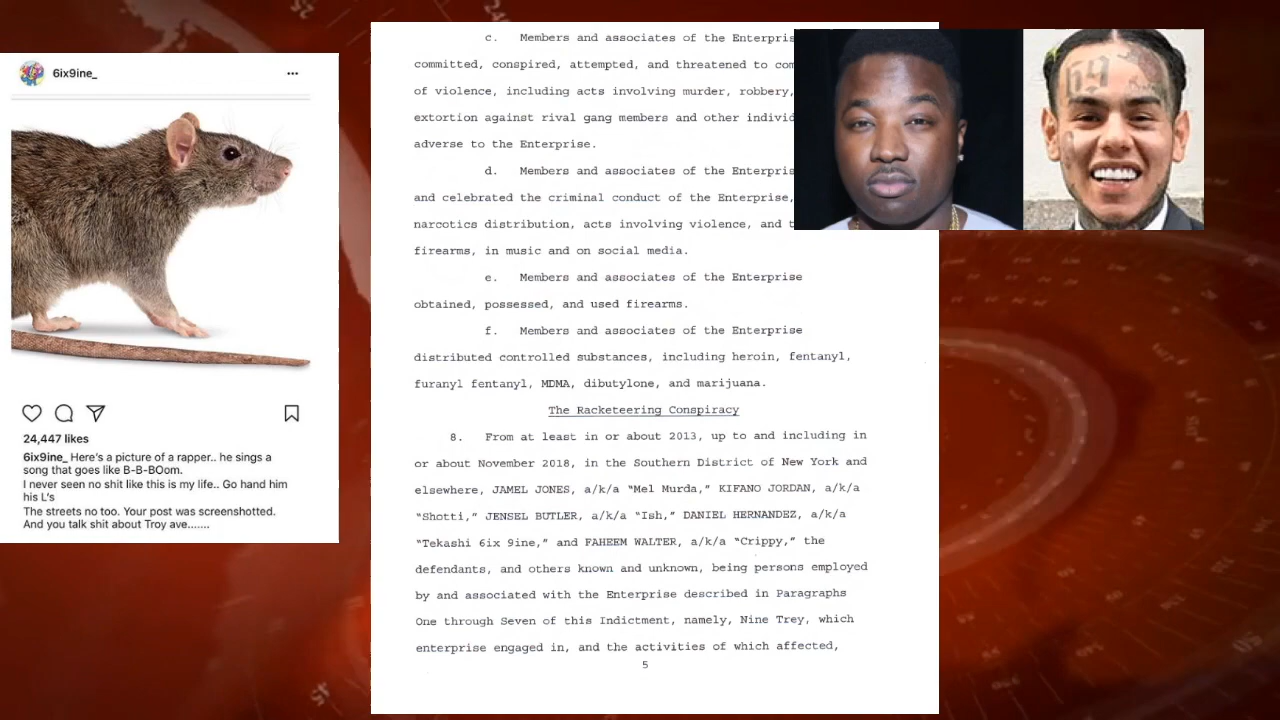 6ix9ine_
24,447 likes
6ix9ine_ Here's a picture of a rapper.. he sings a
song that goes like B-B-BOom.
I never seen no shit like this is my life.. Go hand him
his L's
The streets no too. Your post was screenshotted.
And you talk shit about Troy ave.......
c. Members and associates of the
committed, conspired, attempted, and threatened to
of violence, including acts involving murder, robbery,
extortion against rival gang members and other
adverse to the Enterprise.
d. Members and associates of the
and celebrated the criminal conduct of the Enterprise,
narcotics distribution, acts involving violence, and
firearms, in music and on social media.
e. Members and associates of the Enterprise
obtained, possessed, and used firearms.
f. Members and associates of the Enterprise
distributed controlled substances, including heroin, fentanyl,
furanyl fentanyl, MDMA, dibutylone, and marijuana.
The Racketeering Conspiracy
8. From at least in or about 2013, up to and including in
or about November 2018, in the Southern District of New York and
elsewhere, JAMEL JONES, a/k/a “Mel Murda,” KIFANO JORDAN, a/k/a
“Shotti,” JENSEL BUTLER, a/k/a “Ish,” DANIEL HERNANDEZ, a/k/a
“Tekashi 6ix 9ine,” and FAHEEM WALTER, a/k/a “Crippy,” the
defendants, and others known and unknown, being persons employed
by and associated with the Enterprise described in Paragraphs
One through Seven of this Indictment, namely, Nine Trey, which
enterprise engaged in, and the activities of which affected,
5
69